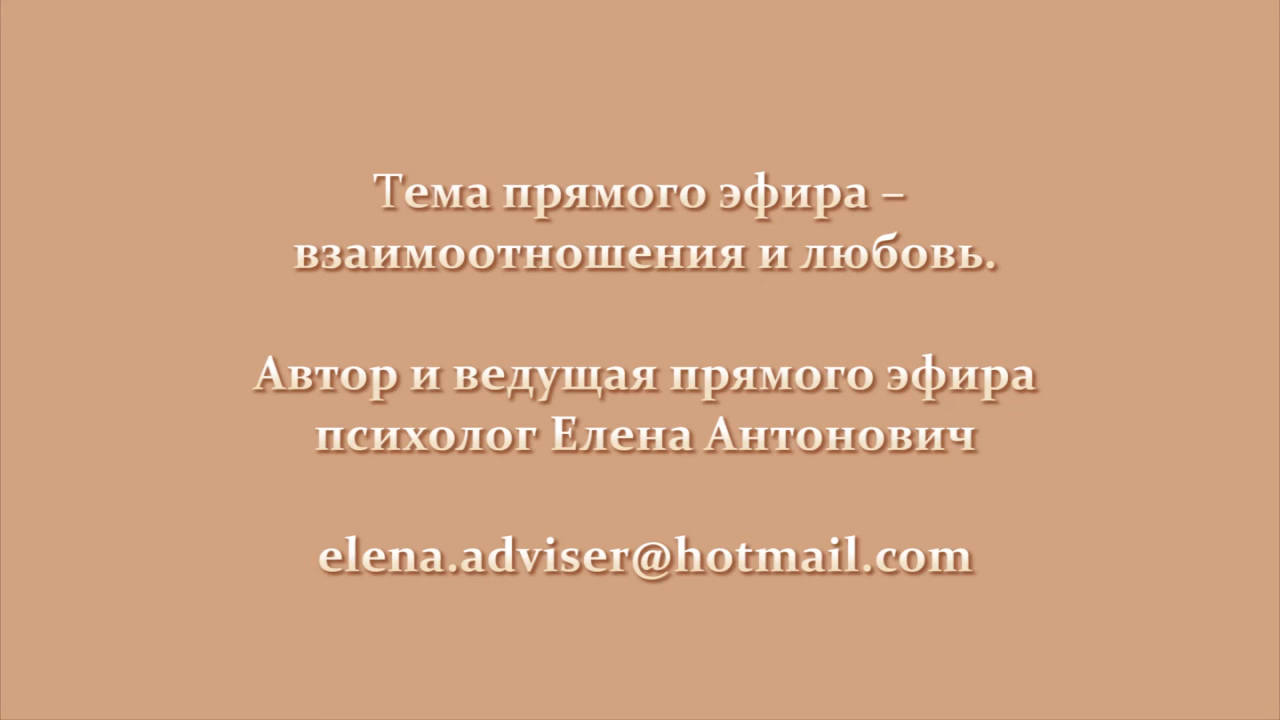 Тема прямого эфира –
взаимоотношения и любовь.
Автор и ведущая прямого эфира
психолог Елена Антонович
elena.adviser@hotmail.com